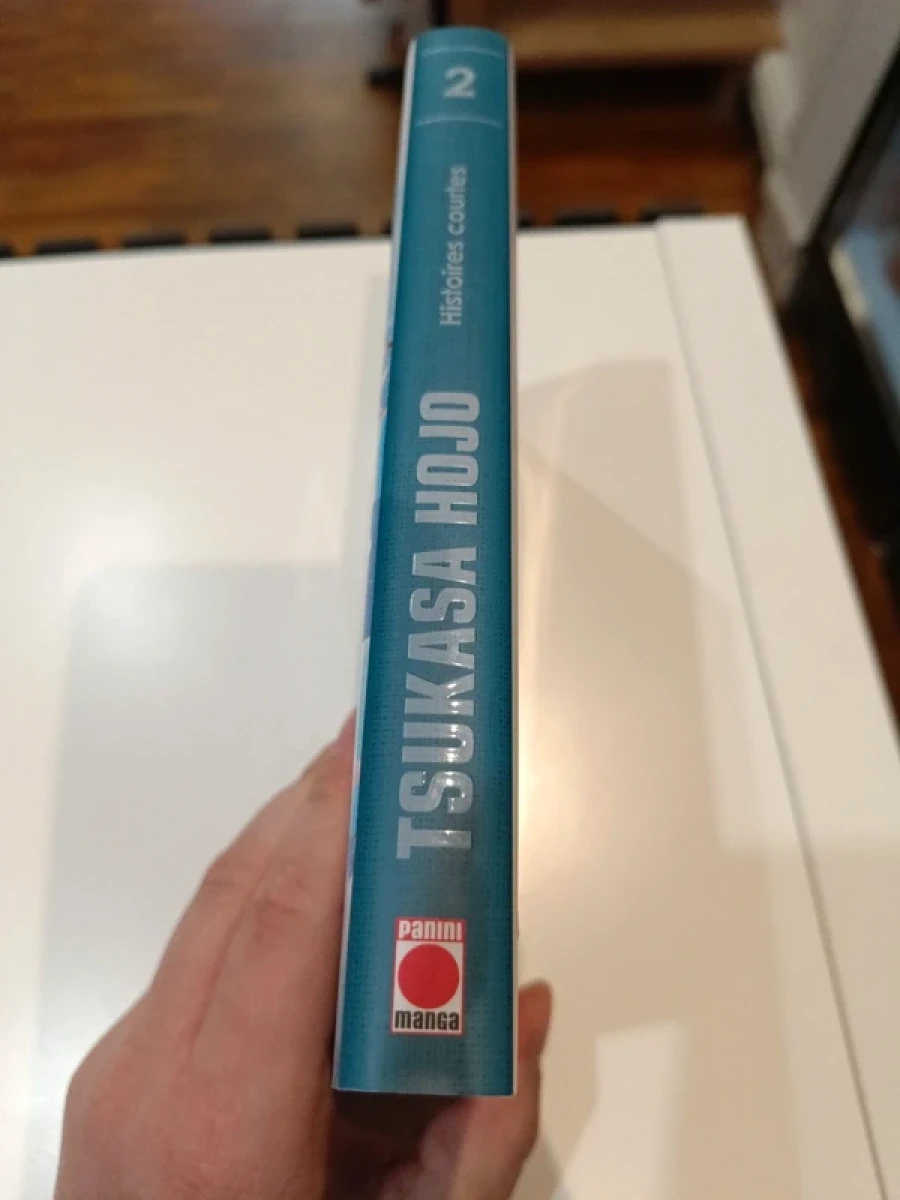 2
Histoires courtes
TSUKASA HOJO
PANINI
manga